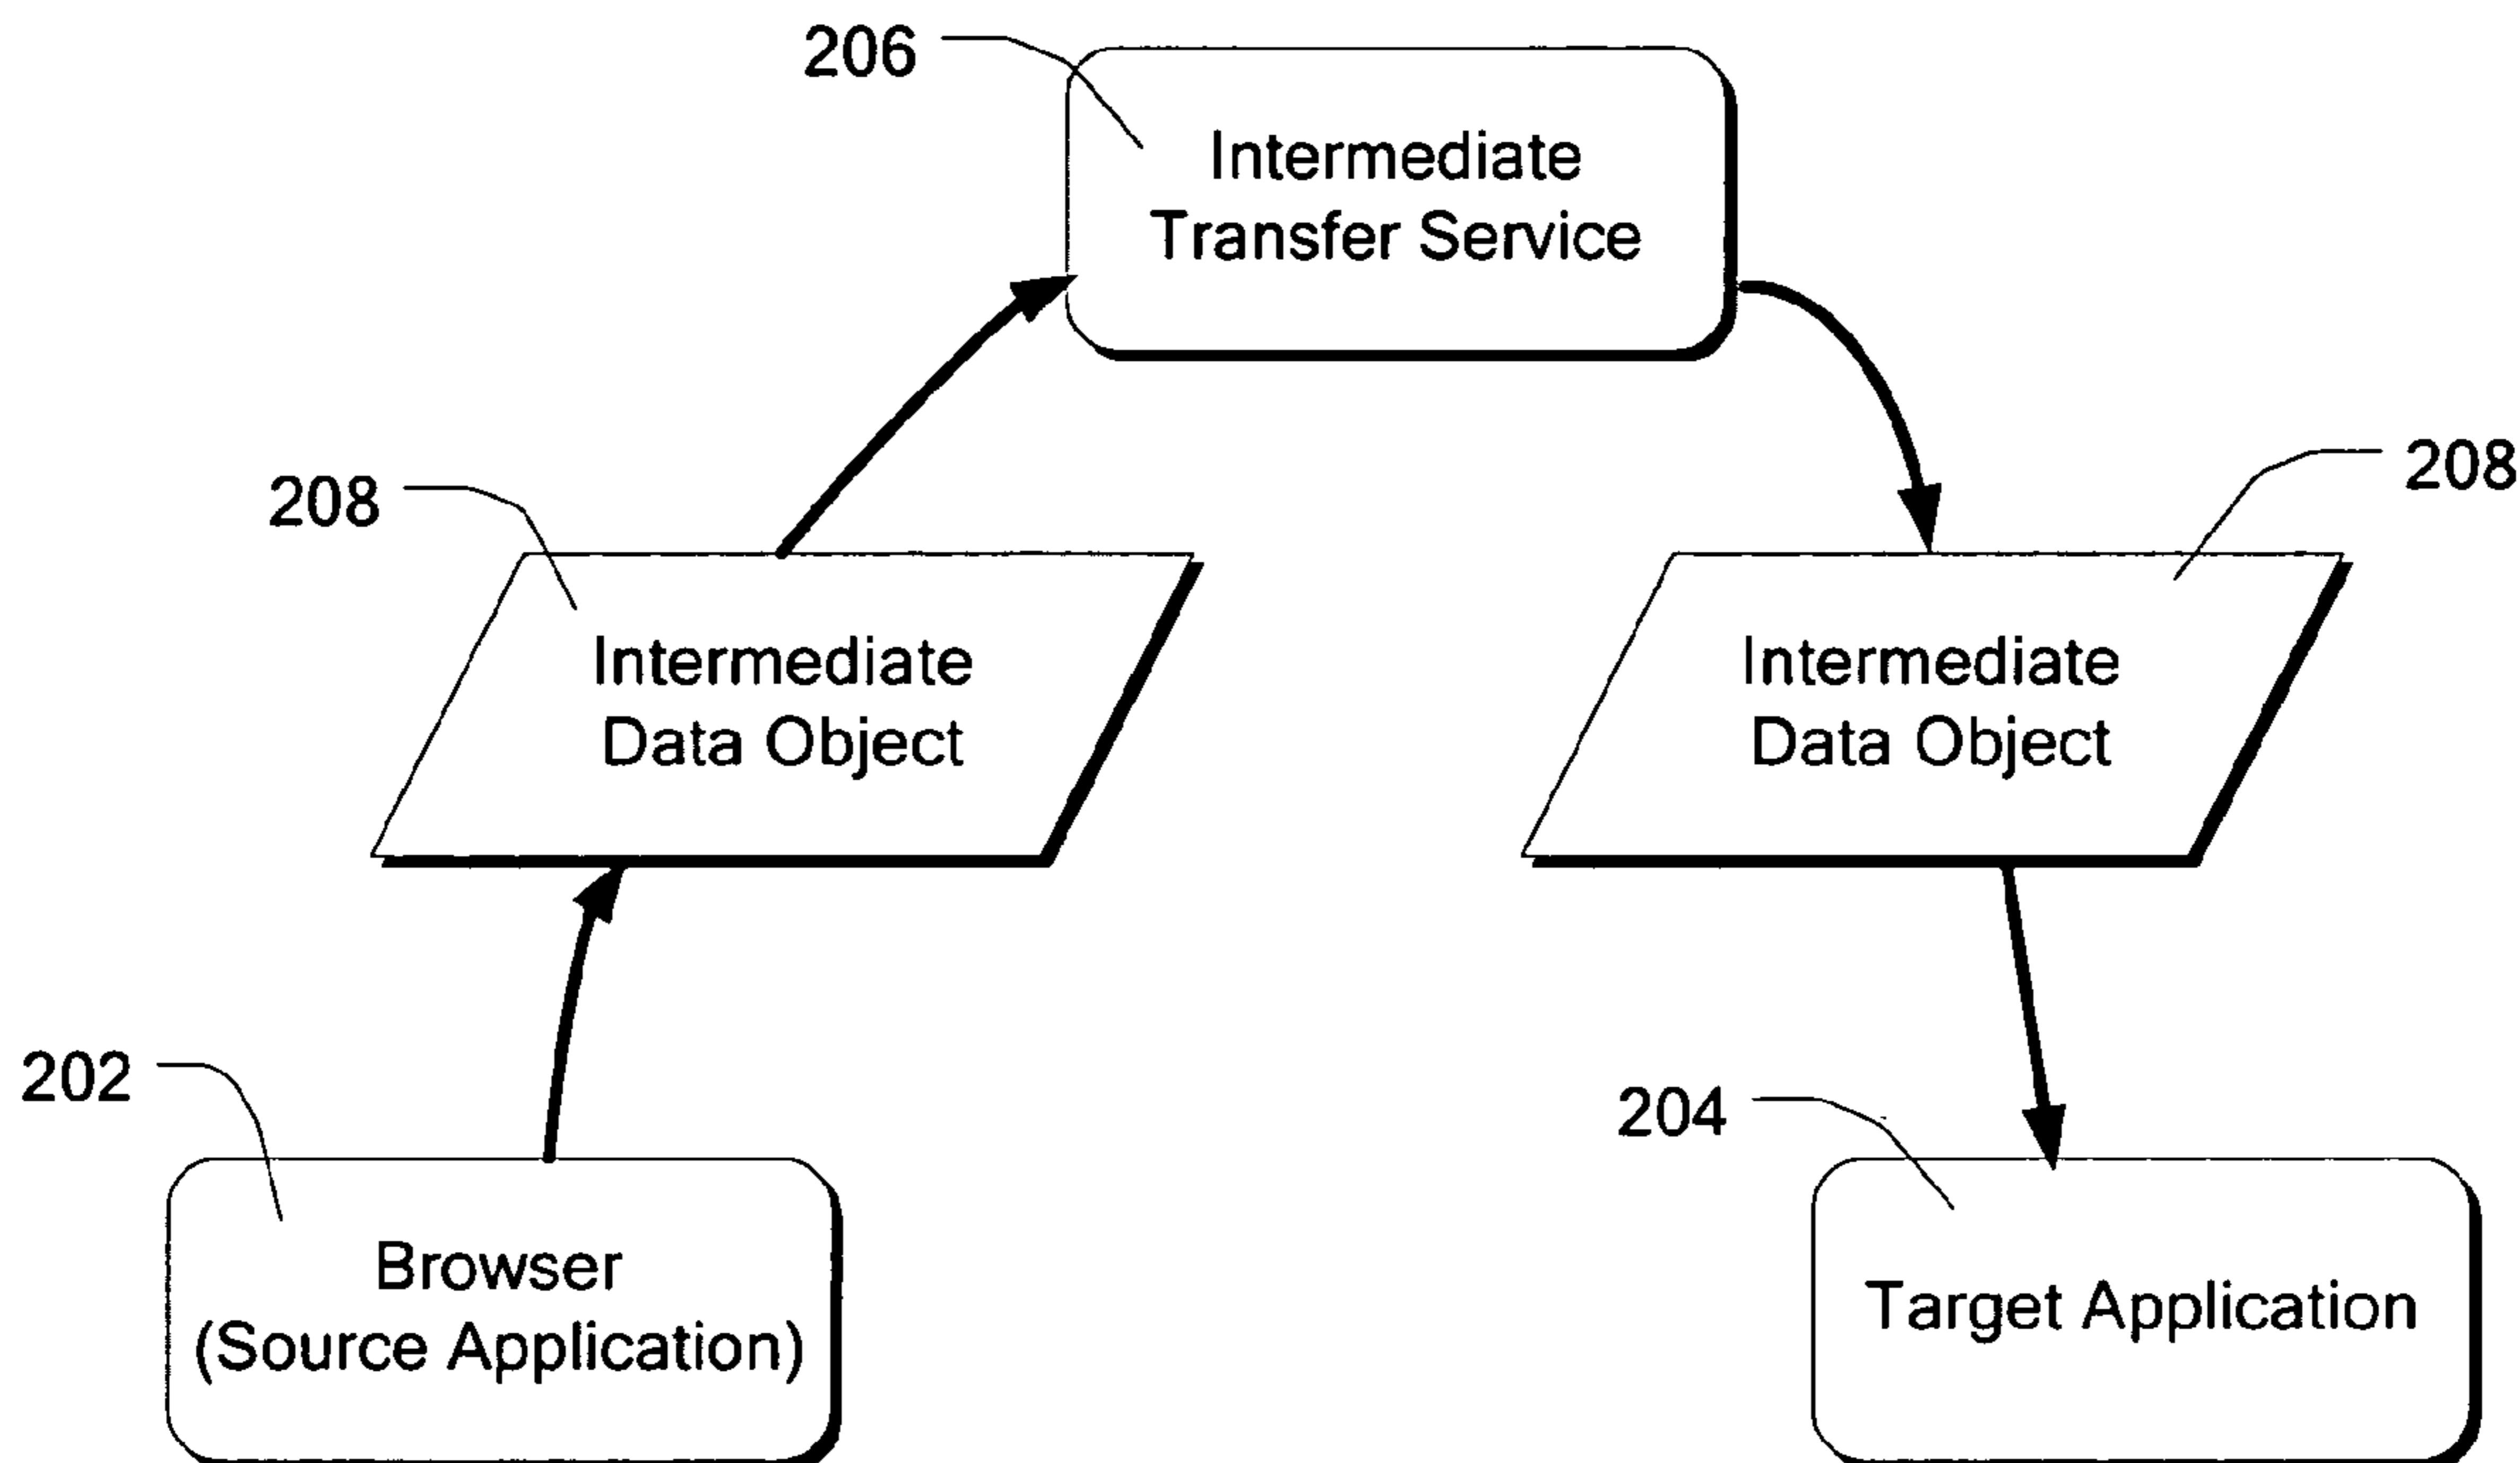 206
Intermediate
Transfer Service
208
208
Intermediate
Data Object
Intermediate
Data Object
202
204
Browser
(Source Application)
Target Application